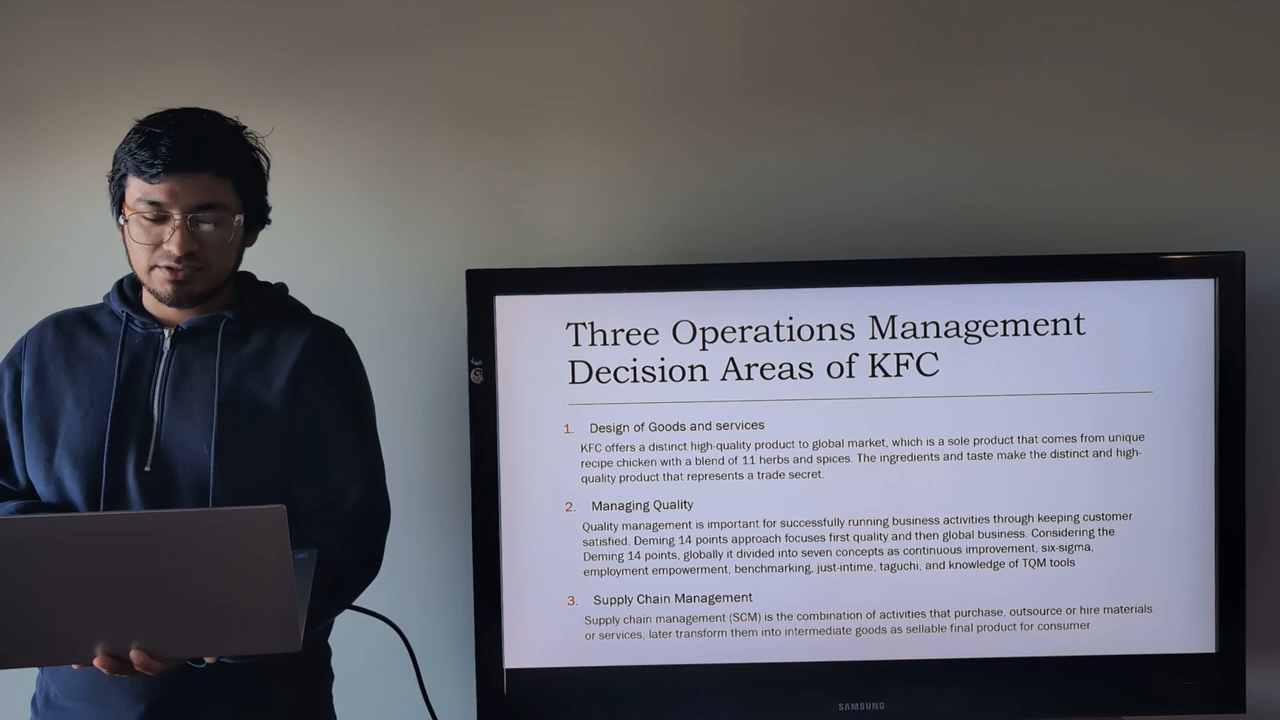 Three Operations Management
Decision Areas of KFC
1. Design of Goods and services
KFC offers a distinct high-quality product to global market, which is a sole product that comes from unique
recipe chicken with a blend of 11 herbs and spices. The ingredients and taste make the distinct and high-
quality product that represents a trade secret.
2. Managing Quality
Quality management is important for successfully running business activities through keeping customer
satisfied. Deming 14 points approach focuses first quality and then global business. Considering the
Deming 14 points, globally it divided into seven concepts as continuous improvement, six-sigma,
employment empowerment, benchmarking, just-intime, taguchi, and knowledge of TQM tools
3. Supply Chain Management
Supply chain management (SCM) is the combination of activities that purchase, outsource or hire materials
or services, later transform them into intermediate goods as sellable final product for consumer
SAMSUNG